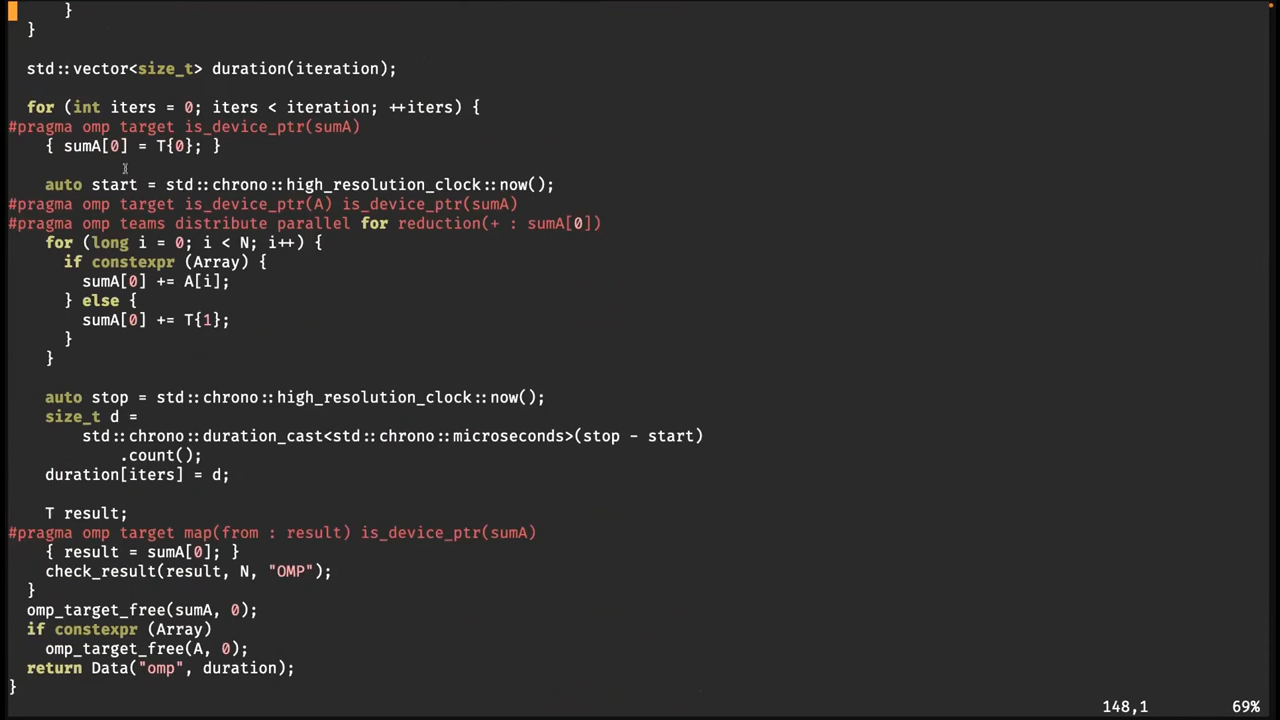 }
}
std::vector<size_t> duration(iteration);
for (int iters = 0; iters < iteration; ++iters) {
#pragma omp target is_device_ptr(sumA)
{ sumA[0] = T{0}; }
auto start = std::chrono::high_resolution_clock::now();
#pragma omp target is_device_ptr(A) is_device_ptr(sumA)
#pragma omp teams distribute parallel for reduction(+ : sumA[0])
for (long i = 0; i < N; i++) {
if constexpr (Array) {
sumA[0] += A[i];
} else {
sumA[0] += T{1};
}
}
auto stop = std::chrono::high_resolution_clock::now();
size_t d =
std::chrono::duration_cast<std::chrono::microseconds>(stop - start)
.count();
duration[iters] = d;
T result;
#pragma omp target map(from : result) is_device_ptr(sumA)
{ result = sumA[0]; }
check_result(result, N, "OMP");
}
omp_target_free(sumA, 0);
if constexpr (Array)
omp_target_free(A, 0);
return Data("omp", duration);
}
148,1 69%